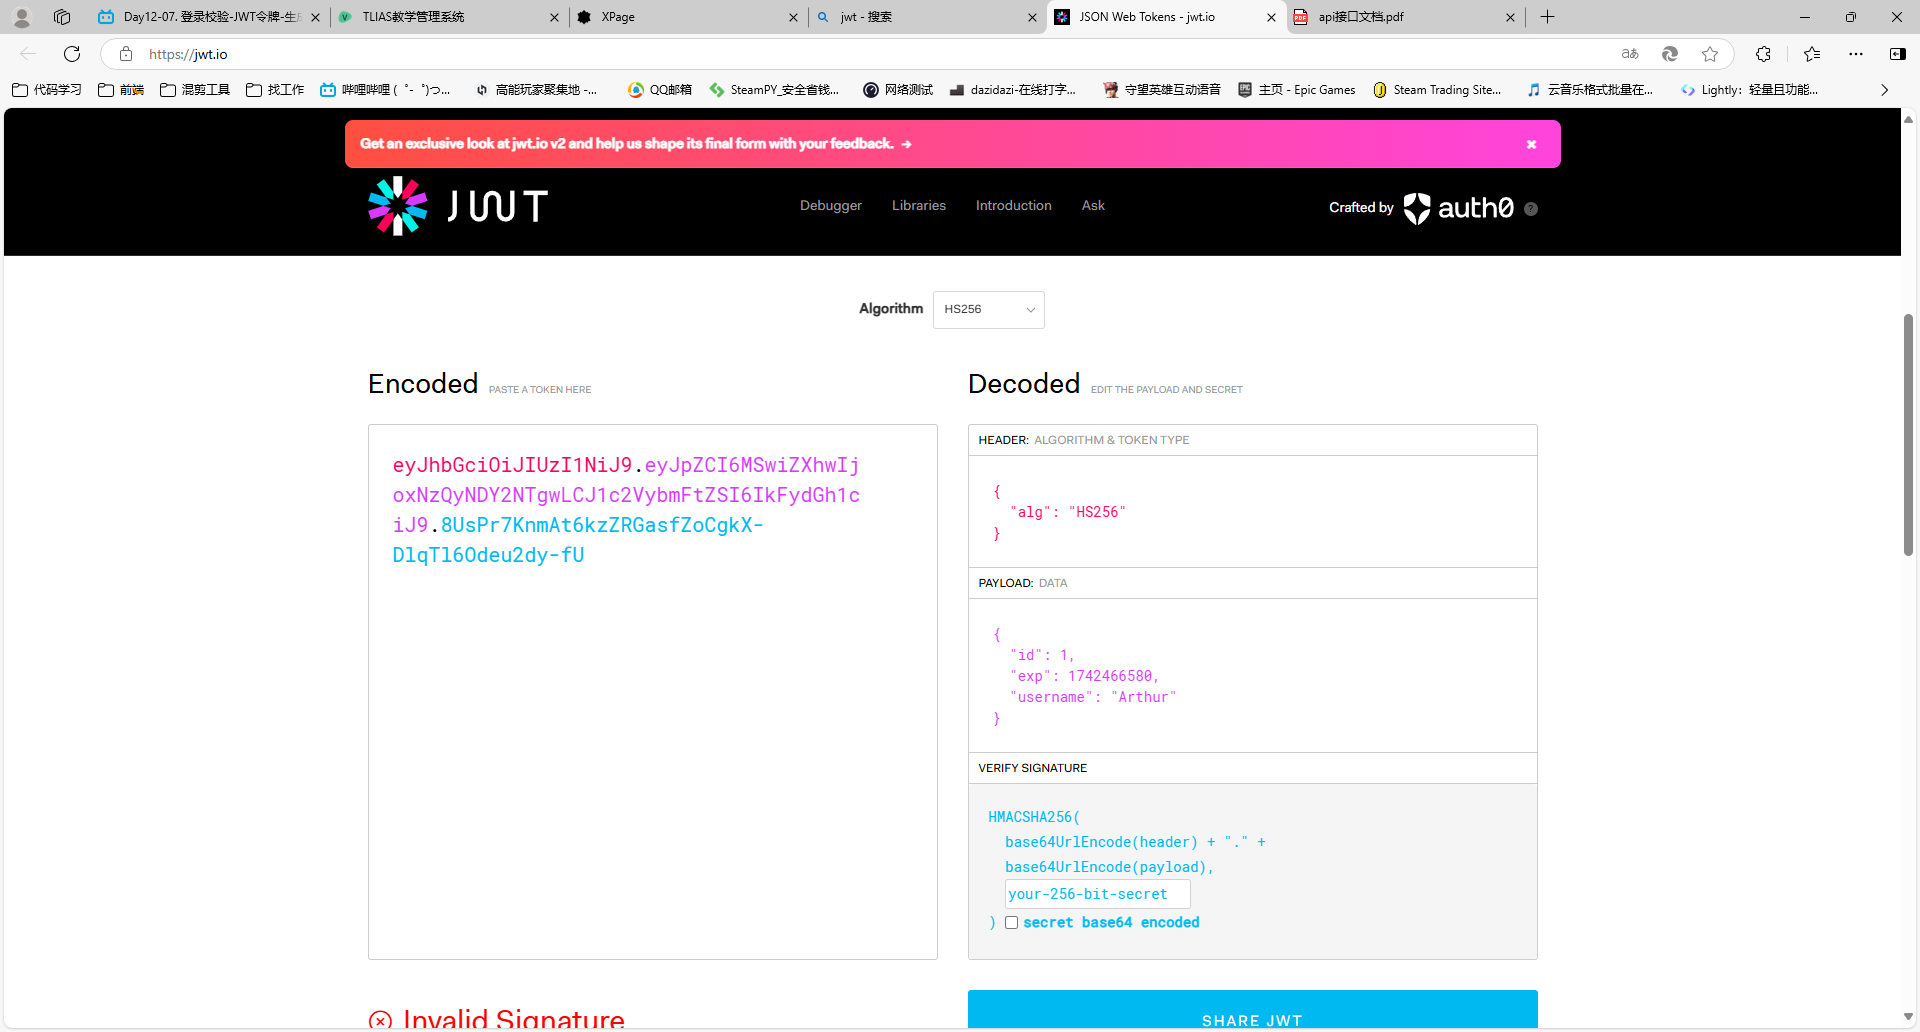 Day12-07. 登录校验-JWT令牌-生
TLIAS教学管理系统
XPage
jwt - 搜索
JSON Web Tokens - jwt.io
api接口文档.pdf
https://jwt.io
代码学习
前端
混剪工具
找工作
哔哩哔哩 ( ゜- ゜)つ...
高能玩家聚集地 -...
QQ邮箱
SteamPY_安全省钱...
网络测试
dazidazi-在线打字...
守望英雄互动语音
主页 - Epic Games
Steam Trading Site...
云音乐格式批量在...
Lightly：轻量且功能...
Get an exclusive look at jwt.io v2 and help us shape its final form with your feedback. →
JWT
Debugger
Libraries
Introduction
Ask
Crafted by auth0 ?
Algorithm
HS256
Encoded PASTE A TOKEN HERE
eyJhbGciOiJIUzI1NiJ9.eyJpZCI6MSwiZXhwIj
oxNzQyNDY2NTgwLCJ1c2VybmFtZSI6IkFydGh1c
iJ9.8UsPr7KnmAt6kzZRGasfZoCgkX-
DlqTl6Odeu2dy-fU
Decoded EDIT THE PAYLOAD AND SECRET
HEADER: ALGORITHM & TOKEN TYPE
{
"alg": "HS256"
}
PAYLOAD: DATA
{
"id": 1,
"exp": 1742466580,
"username": "Arthur"
}
VERIFY SIGNATURE
HMACSHA256(
base64UrlEncode(header) + "." +
base64UrlEncode(payload),
your-256-bit-secret
) secret base64 encoded
Invalid Signature
SHARE JWT